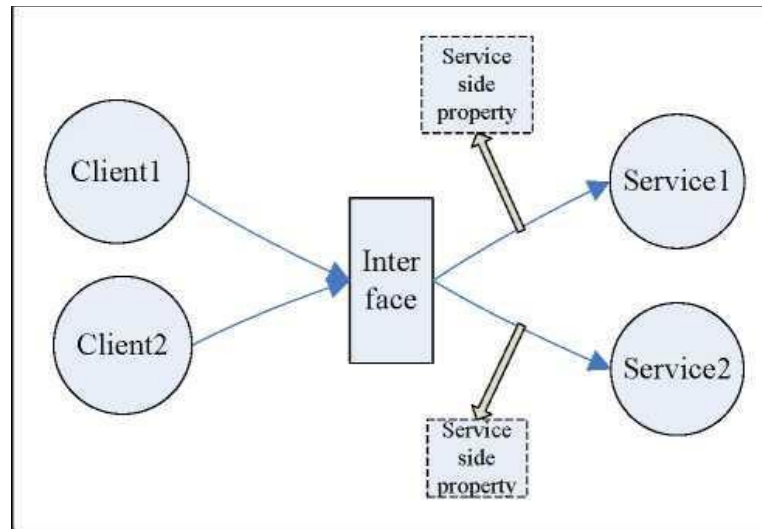 Service
side
property
Client1
Service1
Inter
face
Client2
Service2
Service
side
property